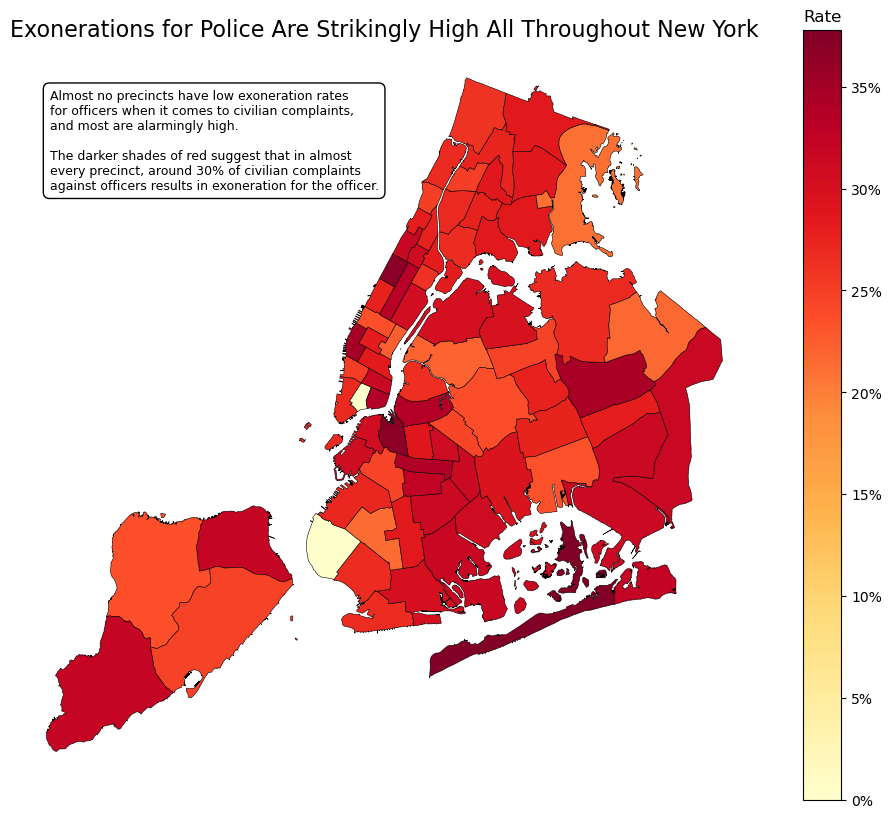 Exonerations for Police Are Strikingly High All Throughout New York
Rate
Almost no precincts have low exoneration rates
for officers when it comes to civilian complaints,
and most are alarmingly high.
The darker shades of red suggest that in almost
every precinct, around 30% of civilian complaints
against officers results in exoneration for the officer.
35%
30%
25%
20%
15%
10%
5%
0%